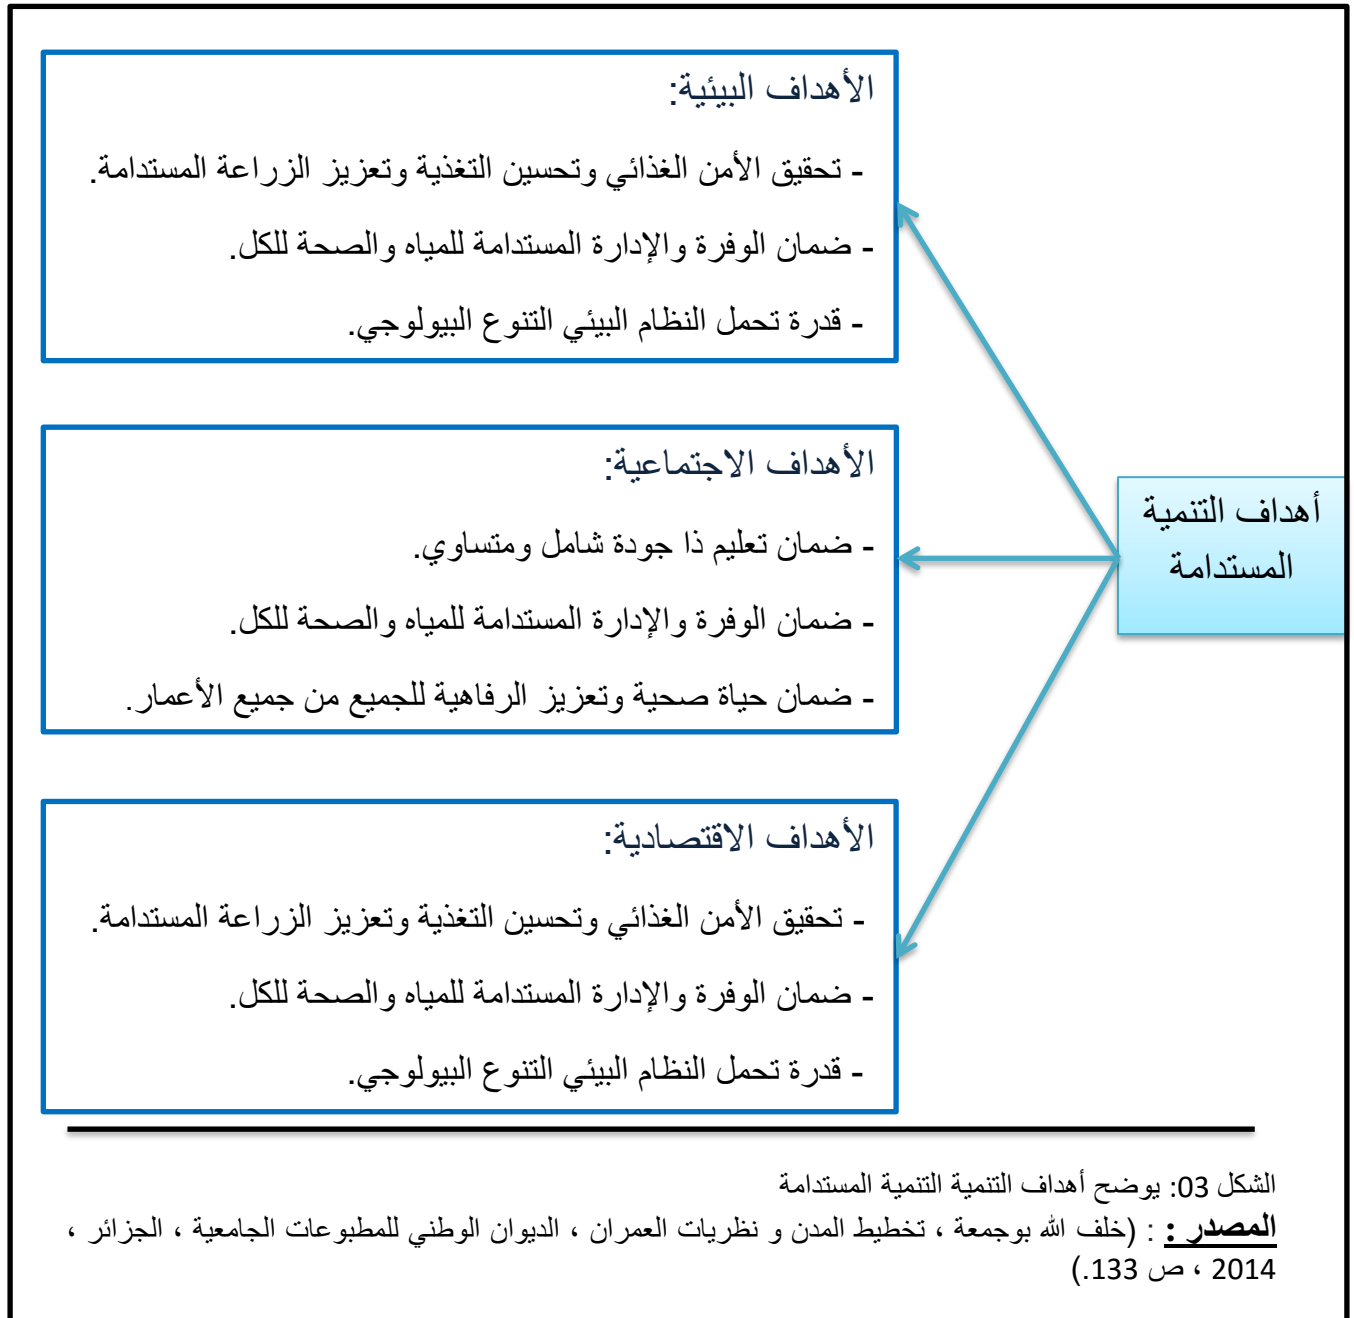 الأهداف البيئية:
- تحقيق الأمن الغذائي وتحسين التغذية وتعزيز الزراعة المستدامة.
- ضمان الوفرة والإدارة المستدامة للمياه والصحة للكل.
- قدرة تحمل النظام البيئي التنوع البيولوجي.
أهداف التنمية
المستدامة
الأهداف الاجتماعية:
- ضمان تعليم ذا جودة شامل ومتساوي.
- ضمان الوفرة والإدارة المستدامة للمياه والصحة للكل.
- ضمان حياة صحية وتعزيز الرفاهية للجميع من جميع الأعمار.
الأهداف الاقتصادية:
- تحقيق الأمن الغذائي وتحسين التغذية وتعزيز الزراعة المستدامة.
- ضمان الوفرة والإدارة المستدامة للمياه والصحة للكل.
- قدرة تحمل النظام البيئي التنوع البيولوجي.
الشكل 03: يوضح أهداف التنمية التنمية المستدامة
المصدر : : (خلف الله بوجمعة ، تخطيط المدن و نظريات العمران ، الديوان الوطني للمطبوعات الجامعية ، الجزائر ،
2014 ، ص 133.)